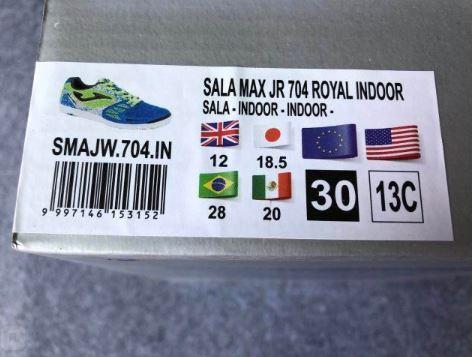 SALA MAX JR 704 ROYAL INDOOR
SALA - INDOOR - INDOOR -
SMAJW.704.IN
12 18.5
28 20 30 13C
9 997146 153152